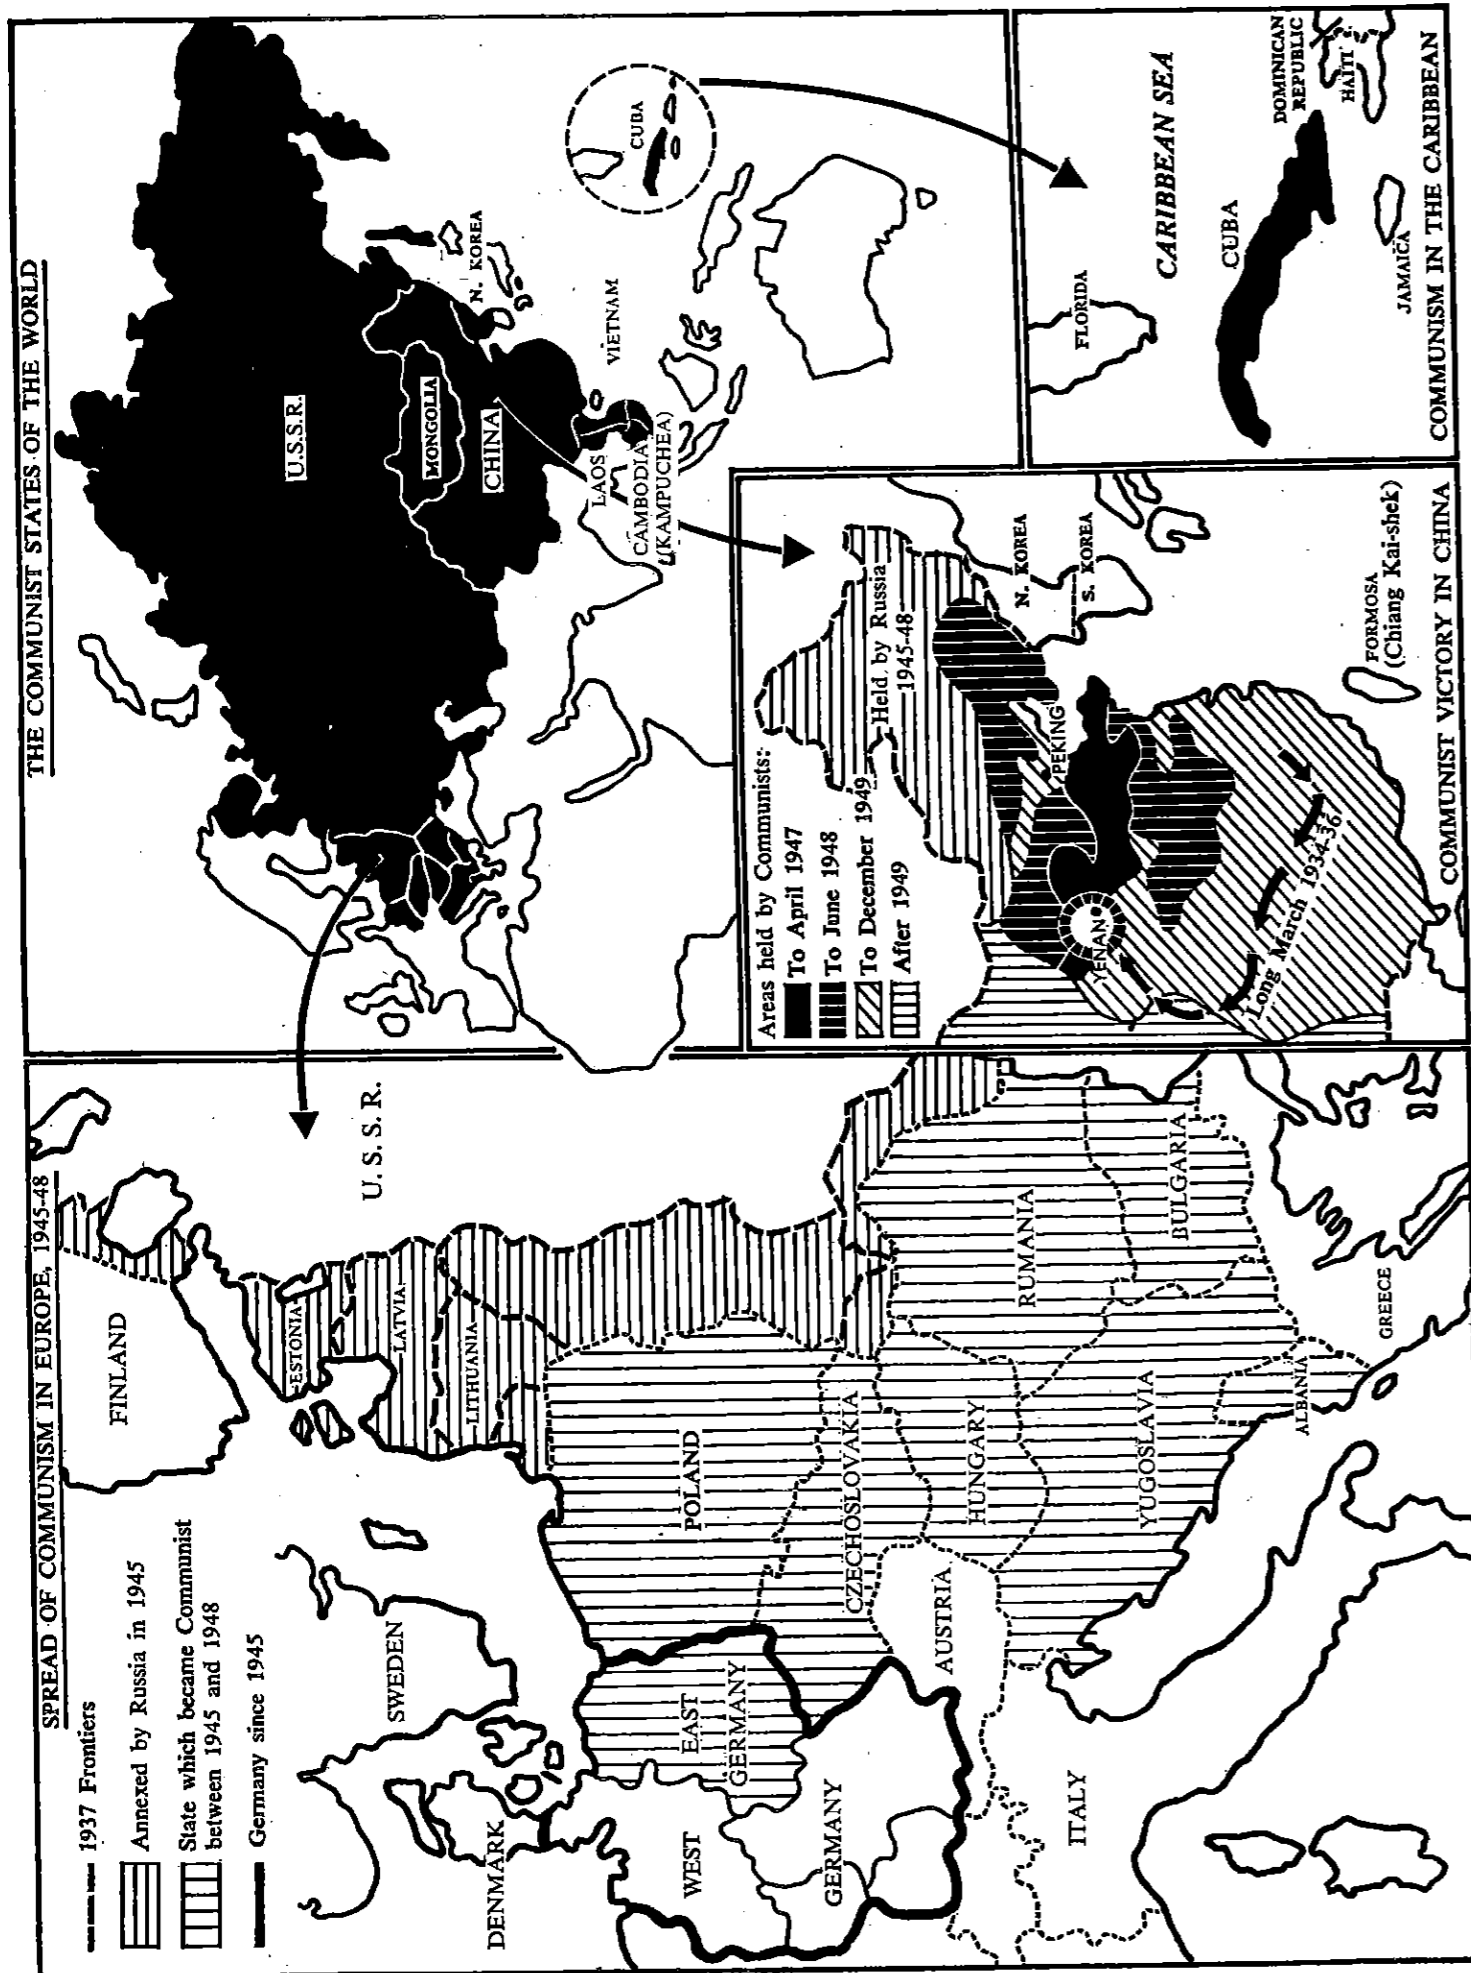 SPREAD OF COMMUNISM IN EUROPE, 1945-48
1937 Frontiers
Annexed by Russia in 1945
State which became Communist
between 1945 and 1948
Germany since 1945
FINLAND
SWEDEN
DENMARK
U.S.S.R.
ESTONIA
LATVIA
LITHUANIA
POLAND
EAST
GERMANY
WEST
GERMANY
CZECHOSLOVAKIA
AUSTRIA
HUNGARY
RUMANIA
YUGOSLAVIA
BULGARIA
ALBANIA
GREECE
ITALY
THE COMMUNIST STATES OF THE WORLD
U.S.S.R.
MONGOLIA
CHINA
N. KOREA
VIETNAM
LAOS
CAMBODIA
(KAMPUCHEA)
CUBA
Areas held by Communists:
To April 1947
To June 1948
To December 1949
After 1949
Held by Russia
1945-48
N. KOREA
S. KOREA
PEKING
YENAN
Long March 1934-36
FORMOSA
(Chiang Kai-shek)
COMMUNIST VICTORY IN CHINA
FLORIDA
CARIBBEAN SEA
CUBA
DOMINICAN
REPUBLIC
HAITI
JAMAICA
COMMUNISM IN THE CARIBBEAN